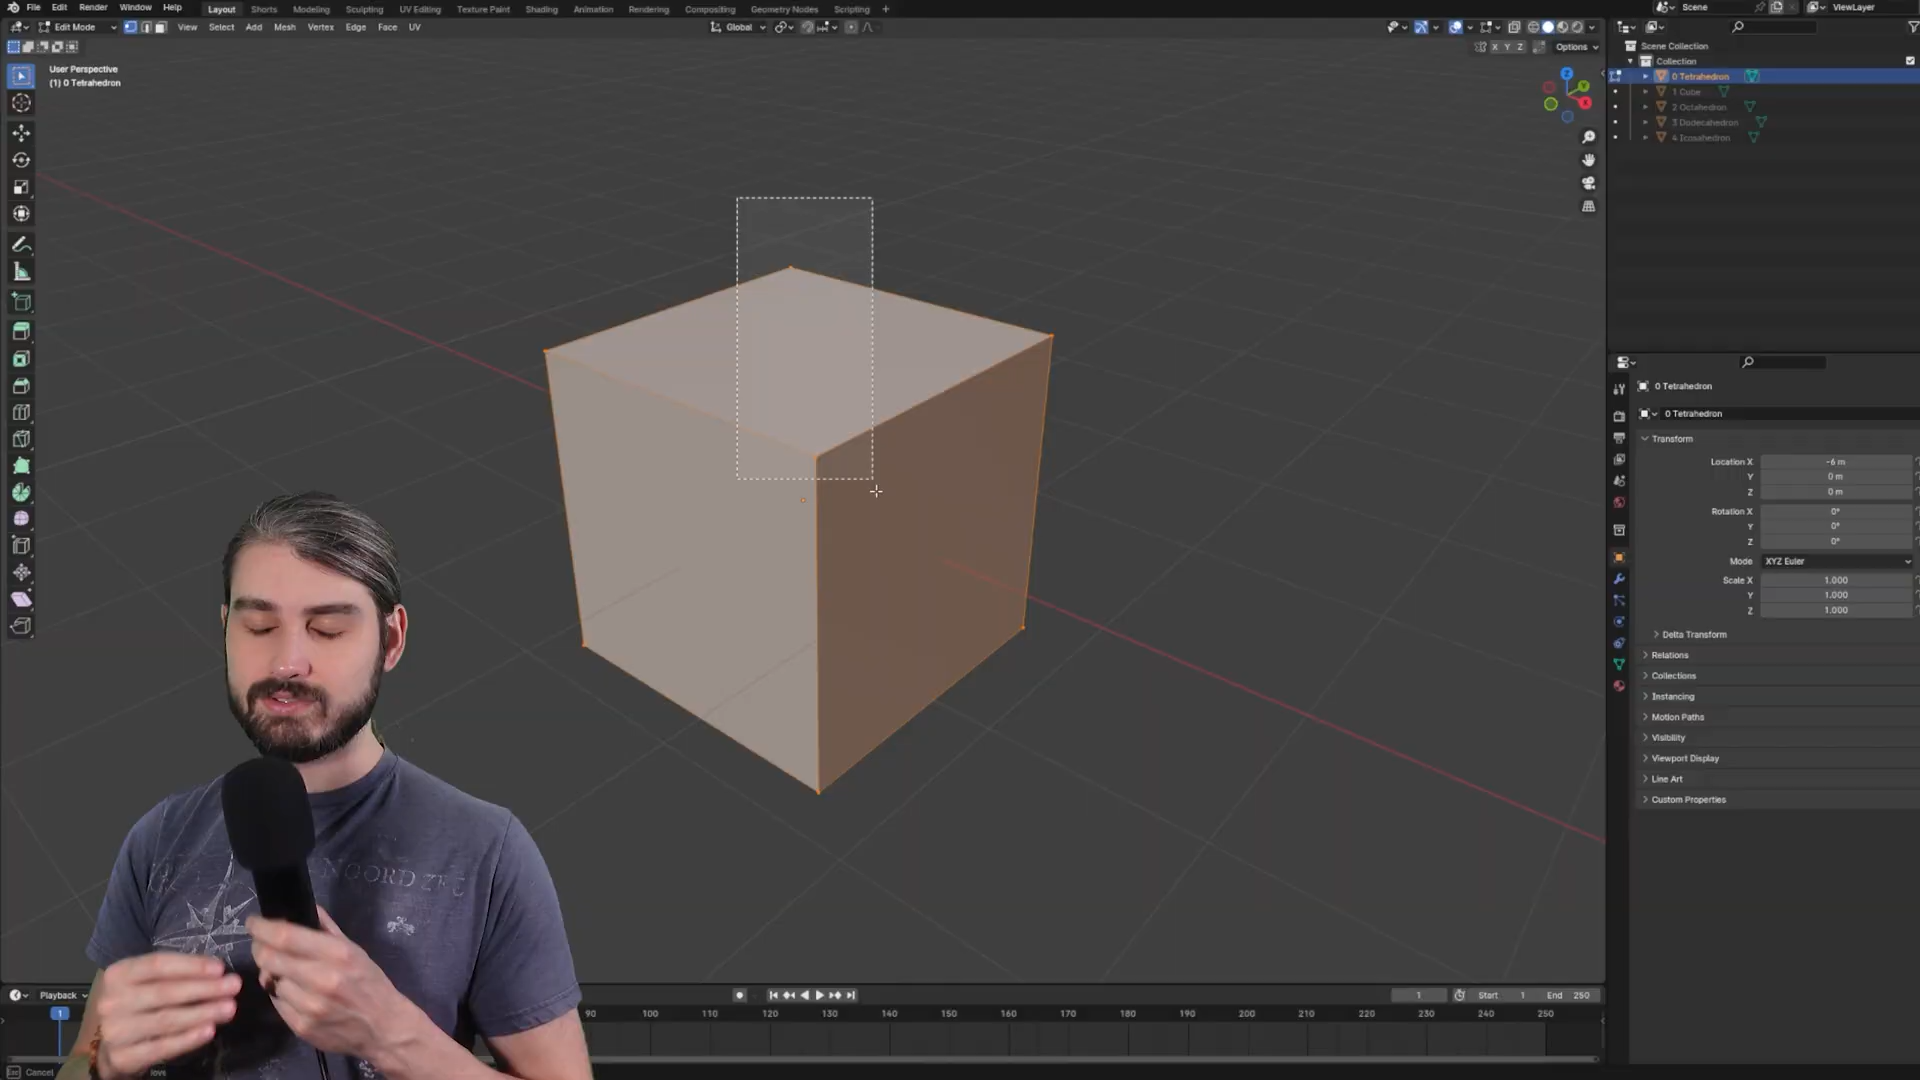 File Edit Render Window Help
Layout Shorts Modeling Sculpting UV Editing Texture Paint Shading Animation Rendering Compositing Geometry Nodes Scripting +
Scene
ViewLayer
Edit Mode
View Select Add Mesh Vertex Edge Face UV
Global
X Y Z
Options
User Perspective
(1) 0 Tetrahedron
Z
Y
X
Scene Collection
Collection
0 Tetrahedron
1 Cube
2 Octahedron
3 Dodecahedron
4 Icosahedron
0 Tetrahedron
0 Tetrahedron
Transform
Location X -6 m
Y 0 m
Z 0 m
Rotation X 0°
Y 0°
Z 0°
Mode XYZ Euler
Scale X 1.000
Y 1.000
Z 1.000
Delta Transform
Relations
Collections
Instancing
Motion Paths
Visibility
Viewport Display
Line Art
Custom Properties
NOORD ZE
Playback
1 Start 1 End 250
1 90 100 110 120 130 140 150 160 170 180 190 200 210 220 230 240 250
Esc Cancel